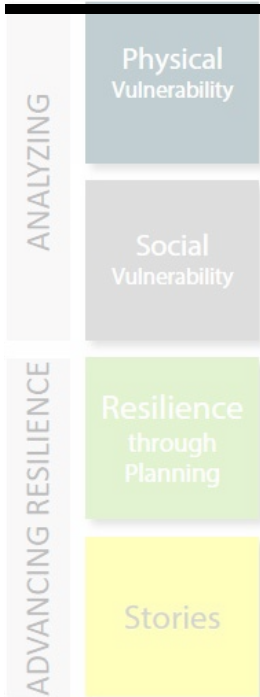 ANALYZING
Physical
Vulnerability
Social
Vulnerability
ADVANCING RESILIENCE
Resilience
through
Planning
Stories